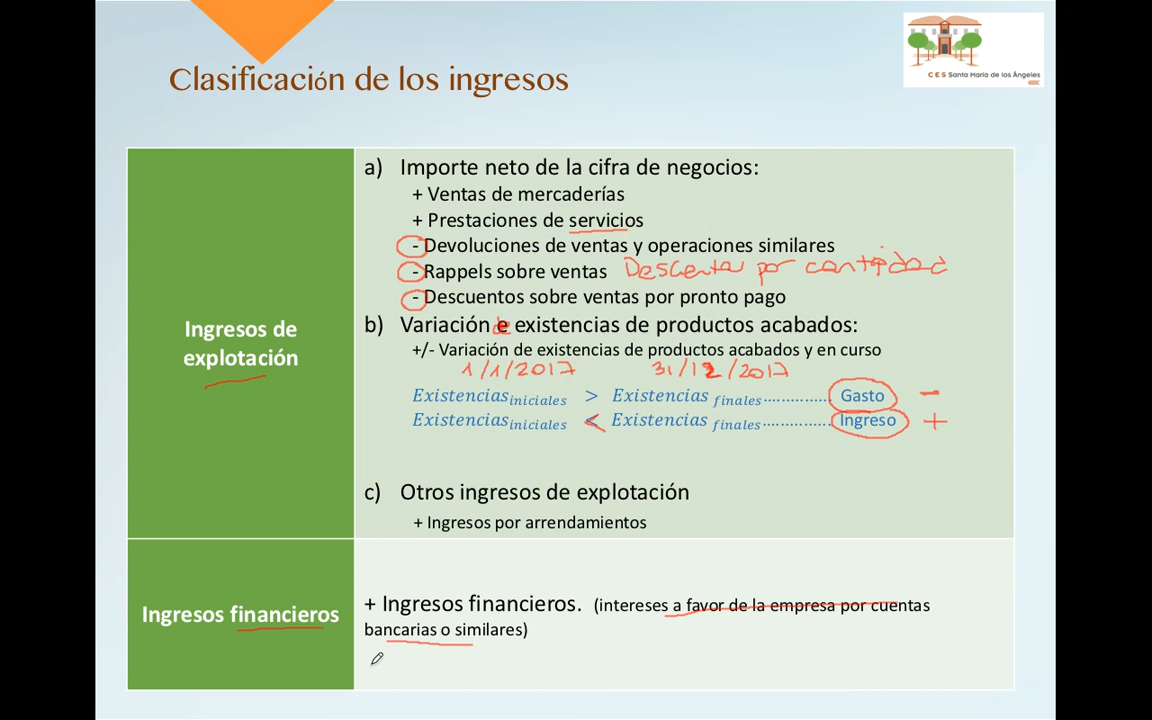 CES Santa María de los Ángeles
Clasificación de los ingresos
Ingresos de
explotación
a) Importe neto de la cifra de negocios:
+ Ventas de mercaderías
+ Prestaciones de servicios
- Devoluciones de ventas y operaciones similares
- Rappels sobre ventas Descuentos por cantidad
- Descuentos sobre ventas por pronto pago
b) Variación de existencias de productos acabados:
+/- Variación de existencias de productos acabados y en curso
1/1/2017 31/12/2017
Existencias iniciales > Existencias finales............... Gasto -
Existencias iniciales < Existencias finales............... Ingreso +
c) Otros ingresos de explotación
+ Ingresos por arrendamientos
Ingresos financieros
+ Ingresos financieros. (intereses a favor de la empresa por cuentas
bancarias o similares)